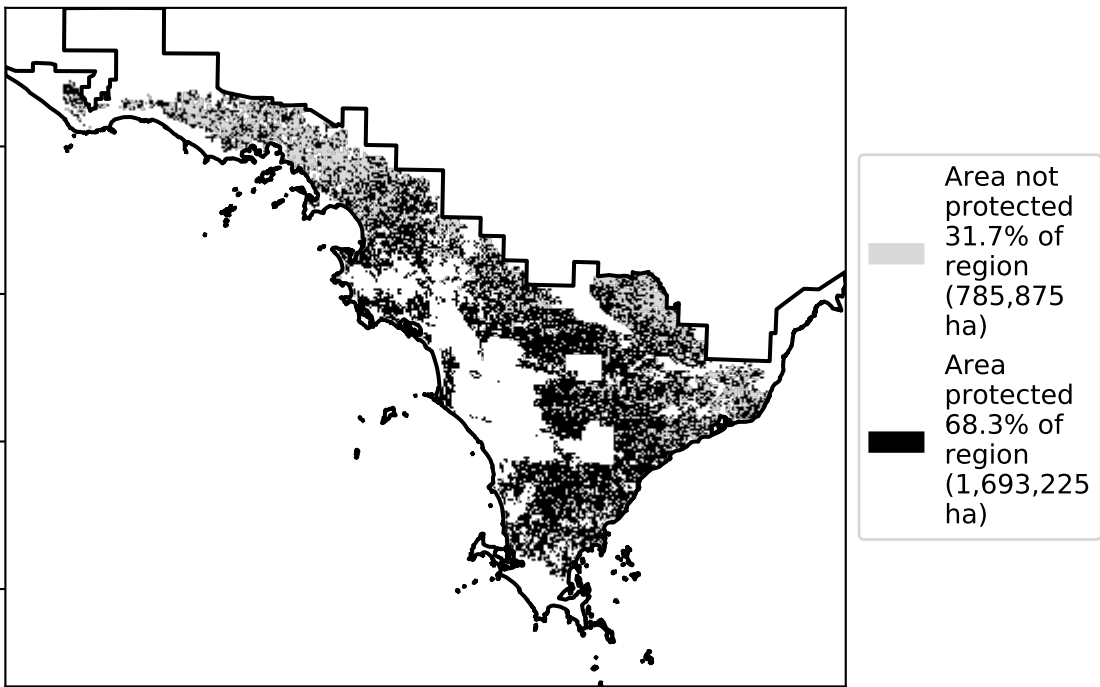 Area not
protected
31.7% of
region
(785,875
ha)
Area
protected
68.3% of
region
(1,693,225
ha)